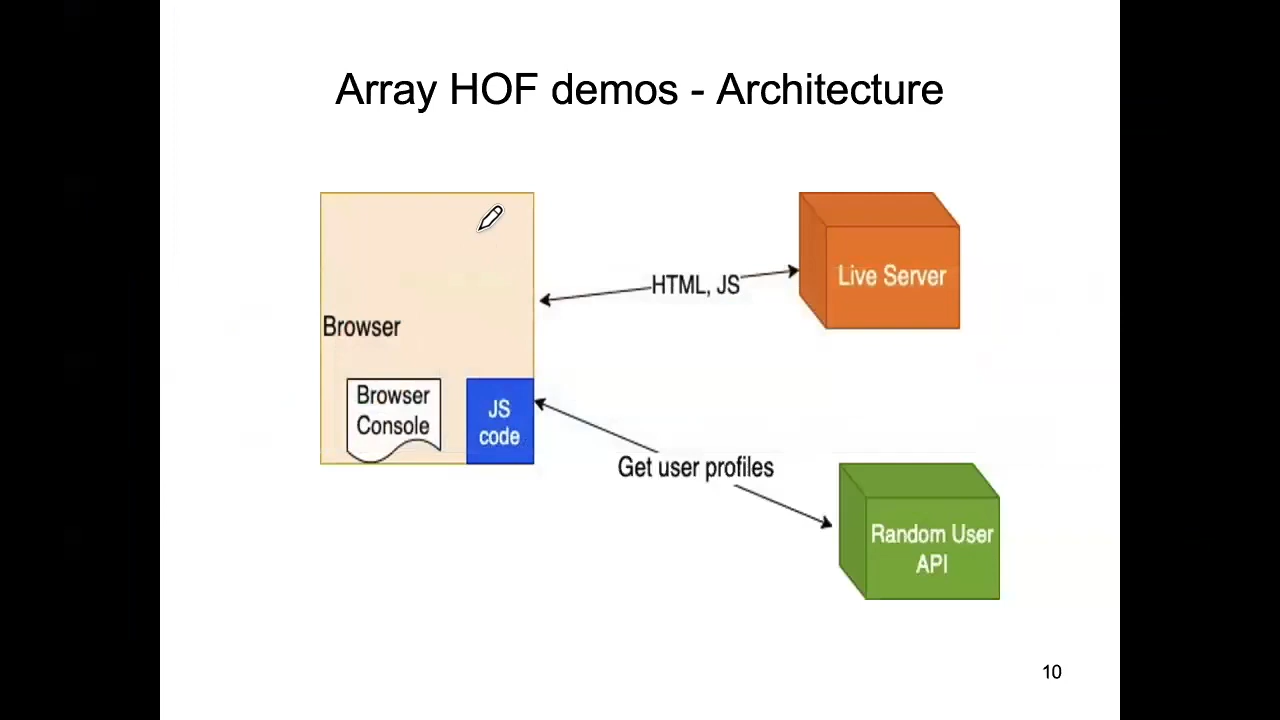 Array HOF demos - Architecture
Browser
Browser
Console
JS
code
HTML, JS
Live Server
Get user profiles
Random User
API
10